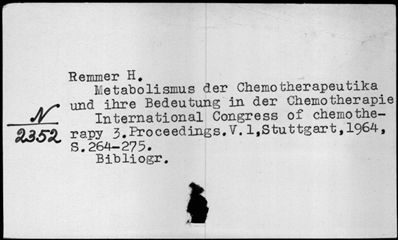 Remmer H.
Metabolismus der Chemotherapeutika
und ihre Bedeutung in der Chemotherapie
International Congress of chemothe-
rapy 3.Proceedings.V.1,Stuttgart,1964,
S.264-275.
Bibliogr.
N
2352